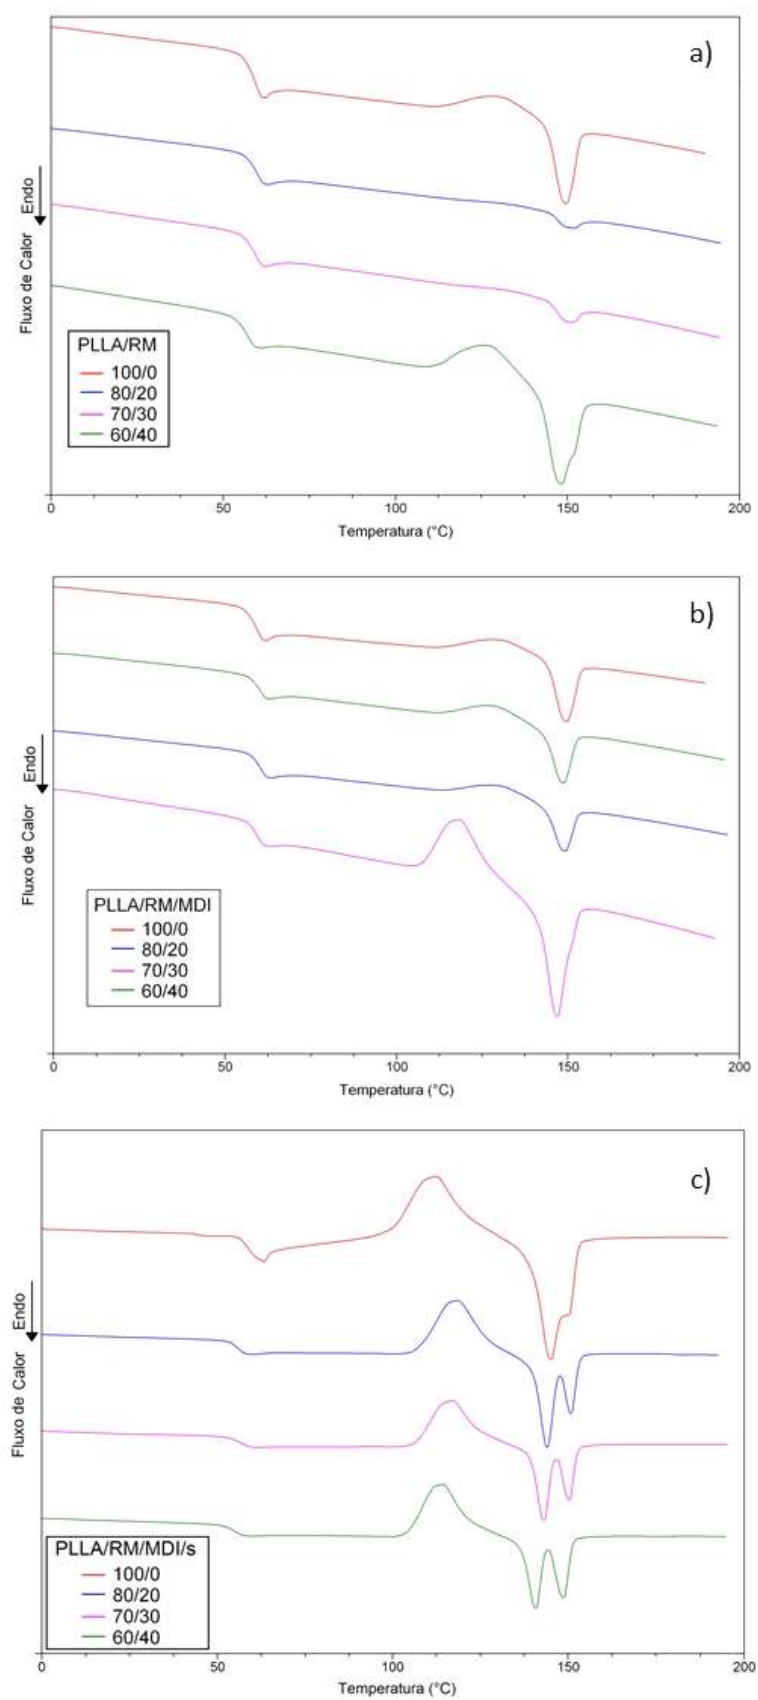 a)
Endo
Fluxo de Calor
PLLA/RM
100/0
80/20
70/30
60/40
0 50 100 150 200
Temperatura (°C)
b)
Endo
Fluxo de Calor
PLLA/RM/MDI
100/0
80/20
70/30
60/40
0 50 100 150 200
Temperatura (°C)
c)
Endo
Fluxo de Calor
PLLA/RM/MDI/s
100/0
80/20
70/30
60/40
0 50 100 150 200
Temperatura (°C)